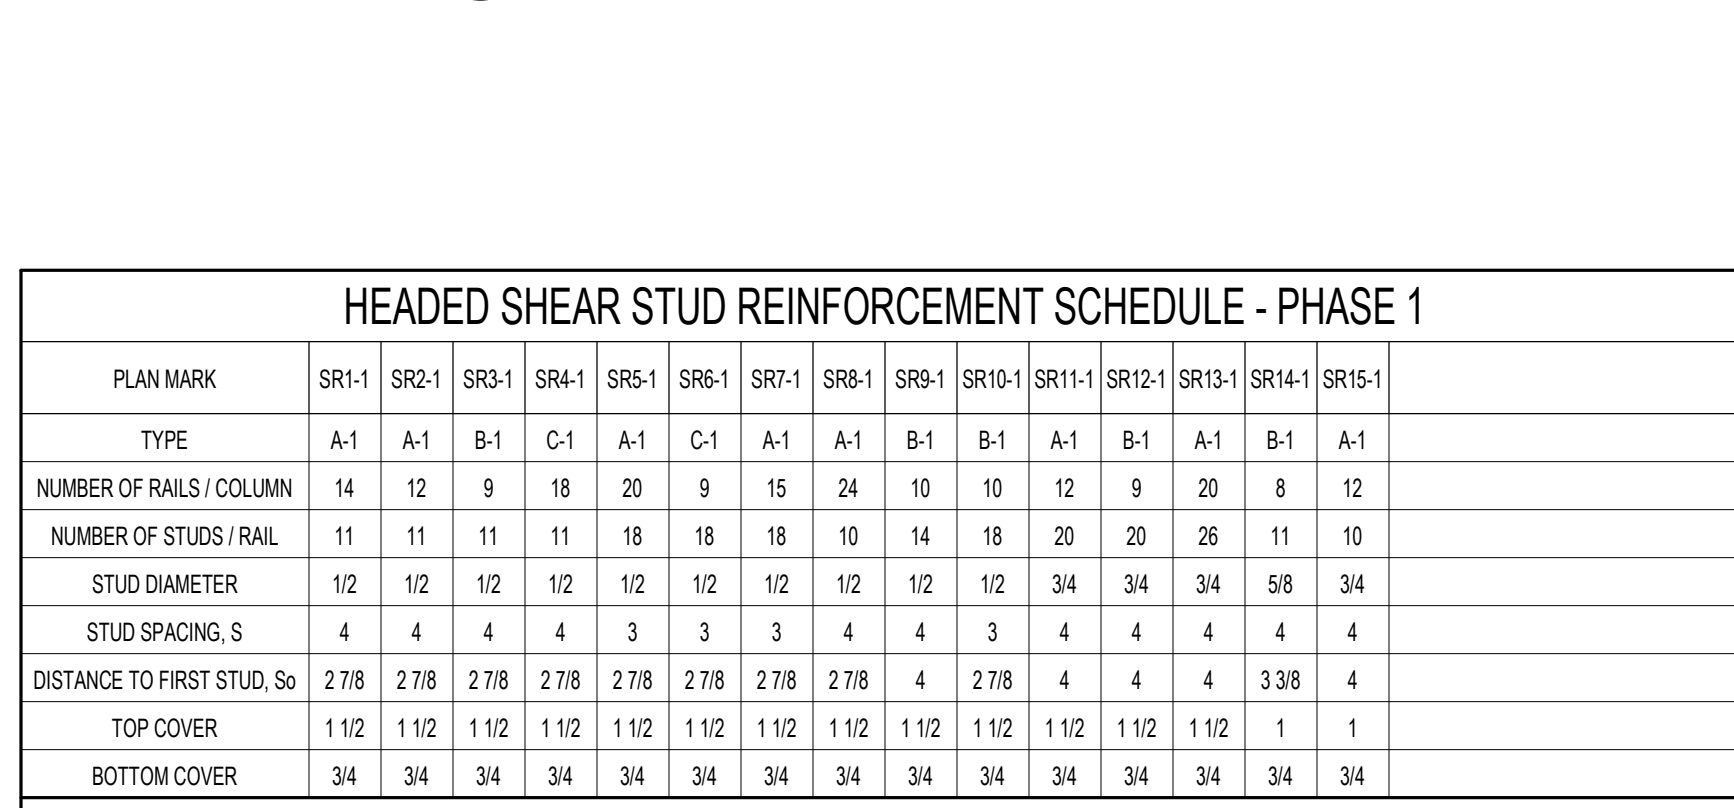 HEADED SHEAR STUD REINFORCEMENT SCHEDULE - PHASE 1
PLAN MARK SR1-1 SR2-1 SR3-1 SR4-1 SR5-1 SR6-1 SR7-1 SR8-1 SR9-1 SR10-1 SR11-1 SR12-1 SR13-1 SR14-1 SR15-1
TYPE A-1 A-1 B-1 C-1 A-1 C-1 A-1 A-1 B-1 B-1 A-1 B-1 A-1 B-1 A-1
NUMBER OF RAILS / COLUMN 14 12 9 18 20 9 15 24 10 10 12 9 20 8 12
NUMBER OF STUDS / RAIL 11 11 11 11 18 18 18 10 14 18 20 20 26 11 10
STUD DIAMETER 1/2 1/2 1/2 1/2 1/2 1/2 1/2 1/2 1/2 1/2 3/4 3/4 3/4 5/8 3/4
STUD SPACING, S 4 4 4 4 3 3 3 4 4 3 4 4 4 4 4
DISTANCE TO FIRST STUD, So 2 7/8 2 7/8 2 7/8 2 7/8 2 7/8 2 7/8 2 7/8 2 7/8 4 2 7/8 4 4 4 3 3/8 4
TOP COVER 1 1/2 1 1/2 1 1/2 1 1/2 1 1/2 1 1/2 1 1/2 1 1/2 1 1/2 1 1/2 1 1/2 1 1/2 1 1/2 1 1
BOTTOM COVER 3/4 3/4 3/4 3/4 3/4 3/4 3/4 3/4 3/4 3/4 3/4 3/4 3/4 3/4 3/4